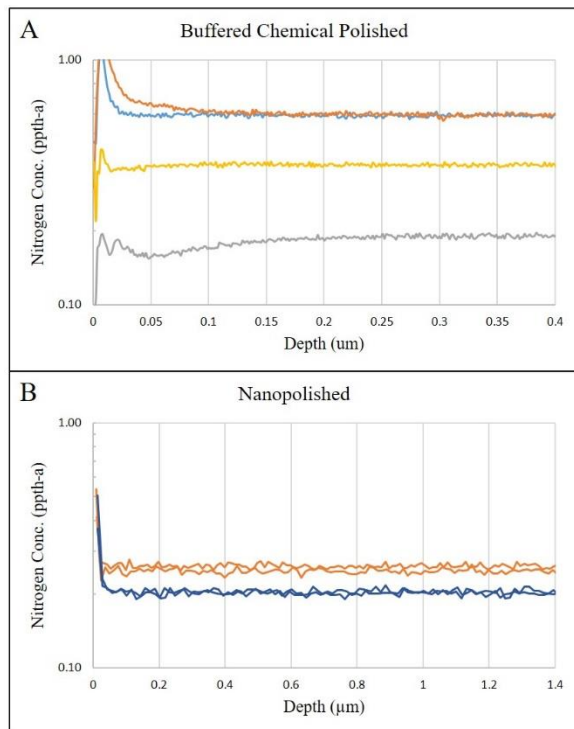 A
Buffered Chemical Polished
Nitrogen Conc. (ppth-a)
1.00
0.10
0 0.05 0.1 0.15 0.2 0.25 0.3 0.35 0.4
Depth (um)
B
Nanopolished
Nitrogen Conc. (ppth-a)
1.00
0.10
0 0.2 0.4 0.6 0.8 1 1.2 1.4
Depth (µm)